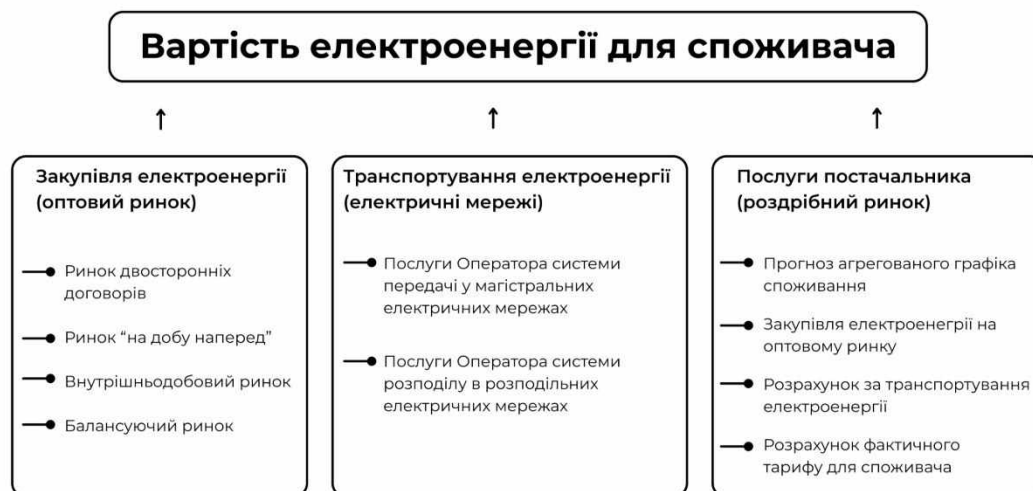 Вартість електроенергії для споживача
Закупівля електроенергії
(оптовий ринок)
Ринок двосторонніх
договорів
Ринок “на добу наперед”
Внутрішньодобовий ринок
Балансуючий ринок
Транспортування електроенергії
(електричні мережі)
Послуги Оператора системи
передачі у магістральних
електричних мережах
Послуги Оператора системи
розподілу в розподільних
електричних мережах
Послуги постачальника
(роздрібний ринок)
Прогноз агрегованого графіка
споживання
Закупівля електроенегрії на
оптовому ринку
Розрахунок за транспортування
електроенергії
Розрахунок фактичного
тарифу для споживача